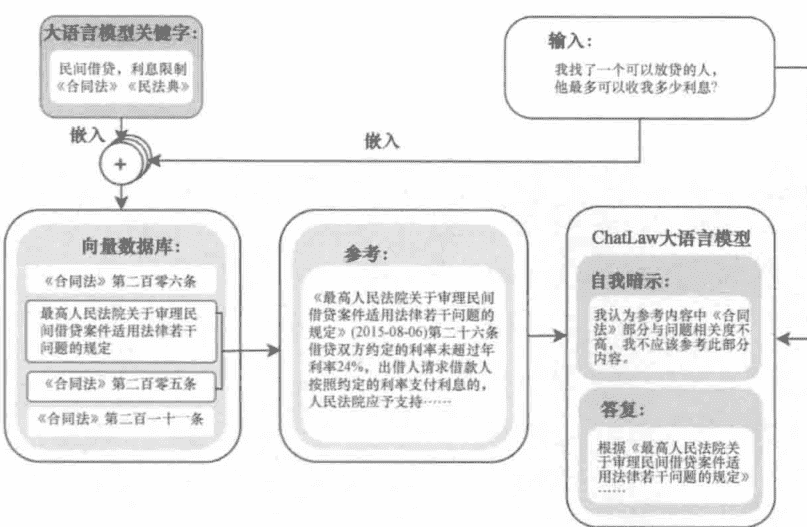 大语言模型关键字：
民间借贷，利息限制
《合同法》 《民法典》
输入：
我找了一个可以放贷的人，
他最多可以收我多少利息？
嵌入
嵌入
+
向量数据库：
《合同法》第二百零六条
最高人民法院关于审理民
间借贷案件适用法律若干
问题的规定
《合同法》第二百零五条
《合同法》第二百一十一条
参考：
《最高人民法院关于审理民间
借贷案件适用法律若干问题的
规定》(2015-08-06)第二十六条
借贷双方约定的利率未超过年
利率24%，出借人请求借款人
按照约定的利率支付利息的，
人民法院应予支持……
ChatLaw大语言模型
自我暗示：
我认为参考内容中《合同
法》部分与问题相关度不
高，我不应该参考此部分
内容。
答复：
根据《最高人民法院关
于审理民间借贷案件适
用法律若干问题的规定》
……